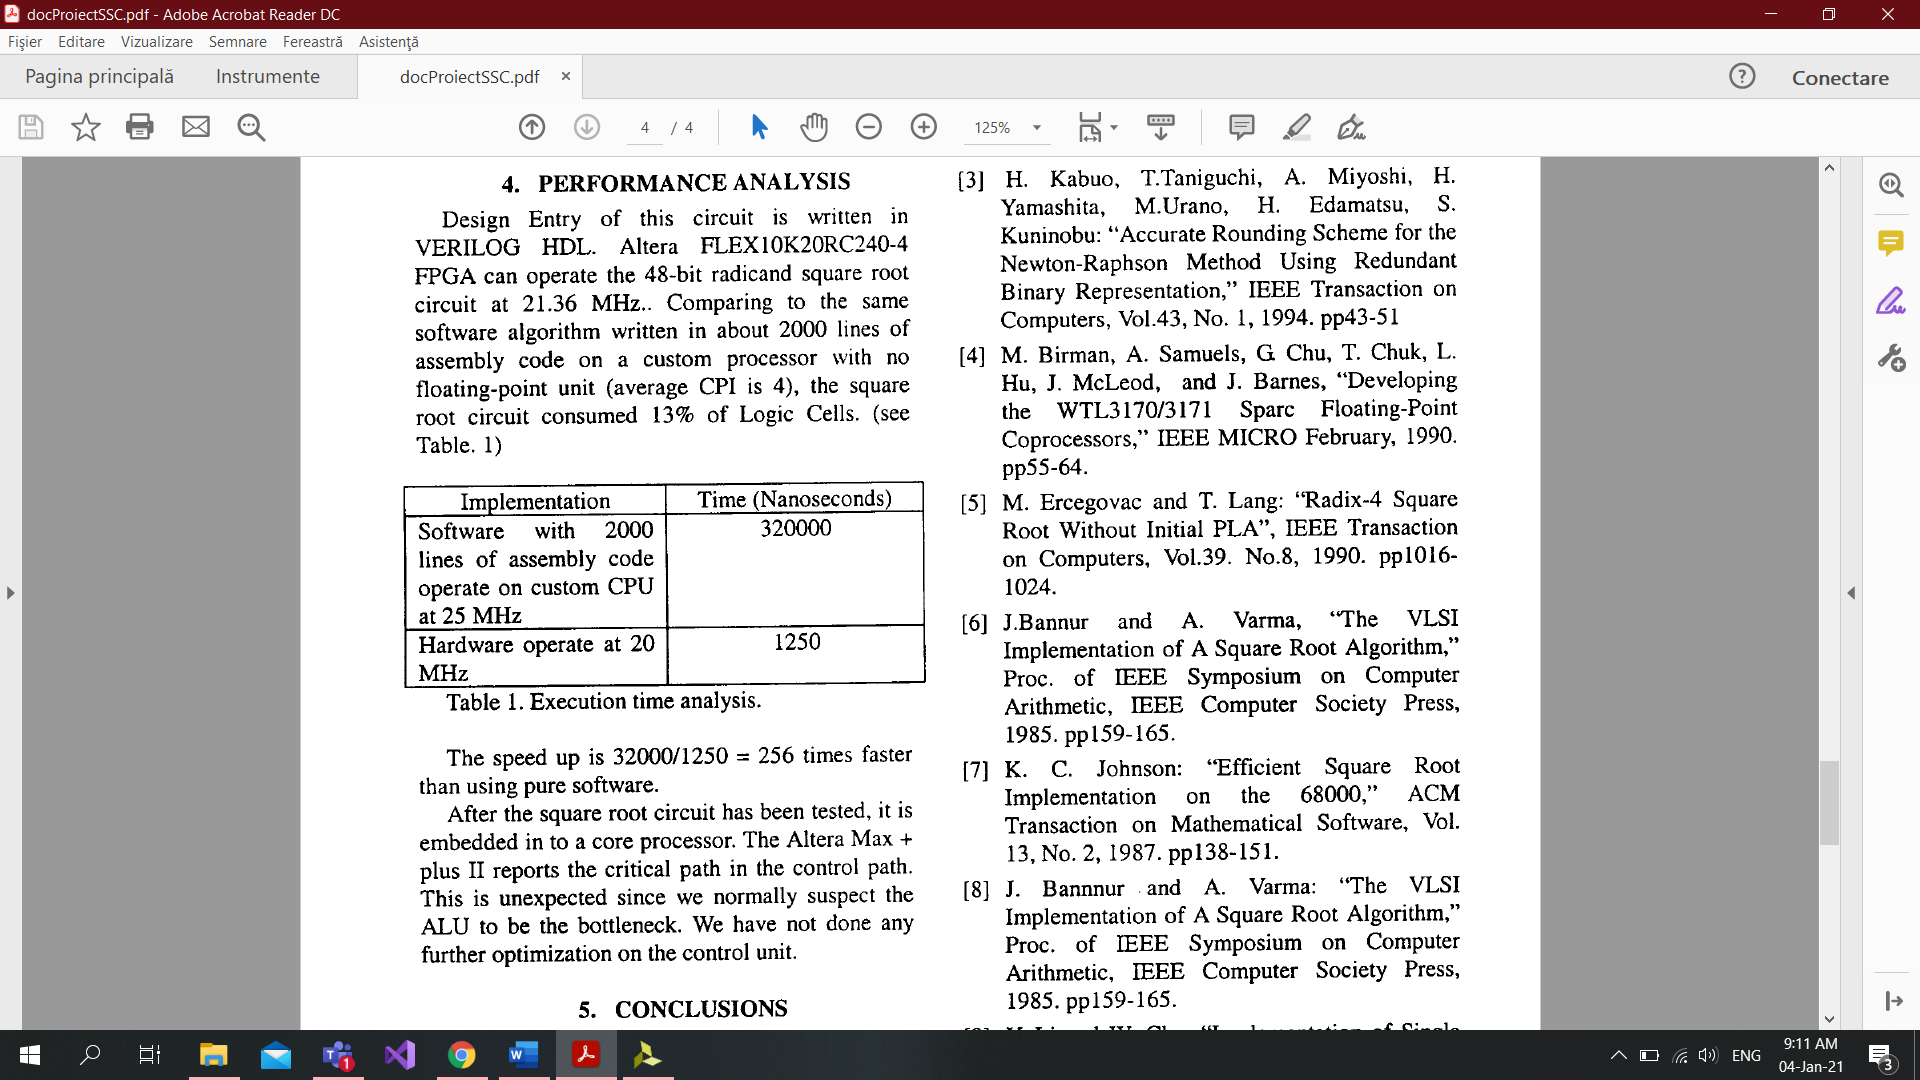 docProiectSSC.pdf - Adobe Acrobat Reader DC
Fișier Editare Vizualizare Semnare Fereastră Asistență
Pagina principală Instrumente docProiectSSC.pdf × ? Conectare
4 / 4 125%
4. PERFORMANCE ANALYSIS
Design Entry of this circuit is written in
VERILOG HDL. Altera FLEX10K20RC240-4
FPGA can operate the 48-bit radicand square root
circuit at 21.36 MHz.. Comparing to the same
software algorithm written in about 2000 lines of
assembly code on a custom processor with no
floating-point unit (average CPI is 4), the square
root circuit consumed 13% of Logic Cells. (see
Table. 1)
Implementation Time (Nanoseconds)
Software with 2000 320000
lines of assembly code
operate on custom CPU
at 25 MHz
Hardware operate at 20 1250
MHz
Table 1. Execution time analysis.
The speed up is 32000/1250 = 256 times faster
than using pure software.
After the square root circuit has been tested, it is
embedded in to a core processor. The Altera Max +
plus II reports the critical path in the control path.
This is unexpected since we normally suspect the
ALU to be the bottleneck. We have not done any
further optimization on the control unit.
5. CONCLUSIONS
[3] H. Kabuo, T.Taniguchi, A. Miyoshi, H.
Yamashita, M.Urano, H. Edamatsu, S.
Kuninobu: “Accurate Rounding Scheme for the
Newton-Raphson Method Using Redundant
Binary Representation,” IEEE Transaction on
Computers, Vol.43, No. 1, 1994. pp43-51
[4] M. Birman, A. Samuels, G. Chu, T. Chuk, L.
Hu, J. McLeod, and J. Barnes, “Developing
the WTL3170/3171 Sparc Floating-Point
Coprocessors,” IEEE MICRO February, 1990.
pp55-64.
[5] M. Ercegovac and T. Lang: “Radix-4 Square
Root Without Initial PLA”, IEEE Transaction
on Computers, Vol.39. No.8, 1990. pp1016-
1024.
[6] J.Bannur and A. Varma, “The VLSI
Implementation of A Square Root Algorithm,”
Proc. of IEEE Symposium on Computer
Arithmetic, IEEE Computer Society Press,
1985. pp159-165.
[7] K. C. Johnson: “Efficient Square Root
Implementation on the 68000,” ACM
Transaction on Mathematical Software, Vol.
13, No. 2, 1987. pp138-151.
[8] J. Bannnur and A. Varma: “The VLSI
Implementation of A Square Root Algorithm,”
Proc. of IEEE Symposium on Computer
Arithmetic, IEEE Computer Society Press,
1985. pp159-165.
ENG
9:11 AM
04-Jan-21
3
1